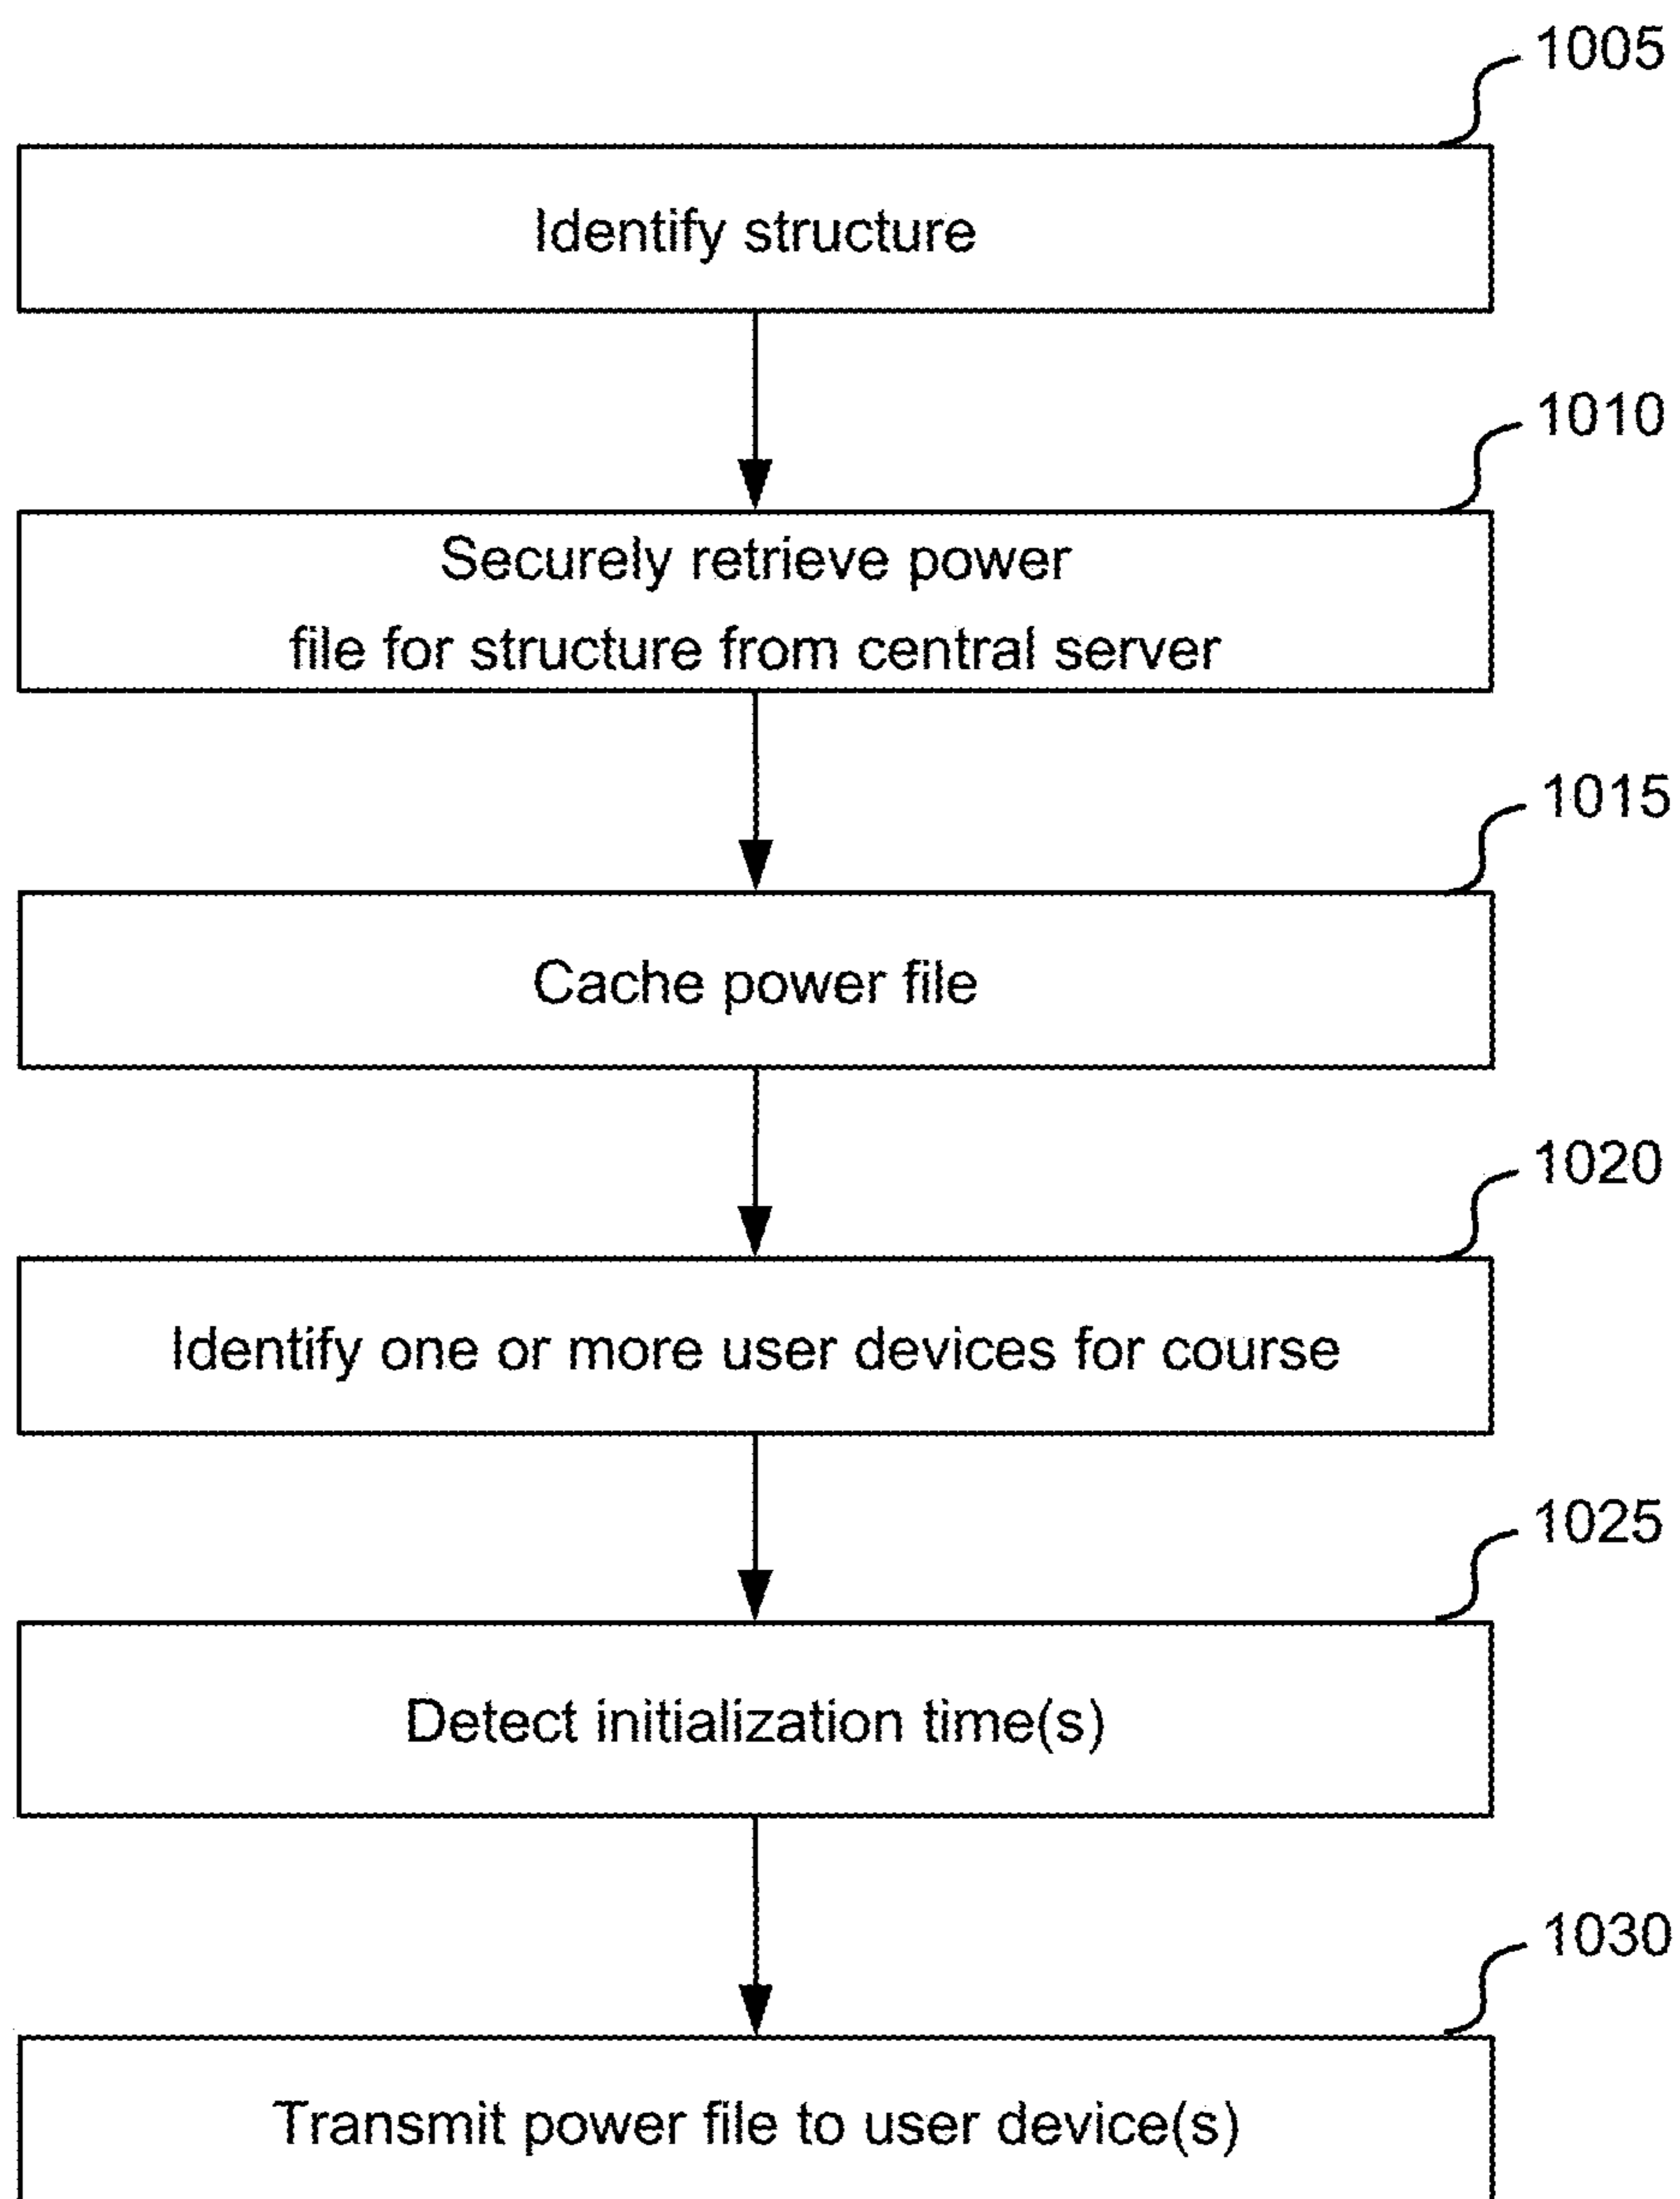 1005
Identify structure
1010
Securely retrieve power
file for structure from central server
1015
Cache power file
1020
Identify one or more user devices for course
1025
Detect initialization time(s)
1030
Transmit power file to user device(s)